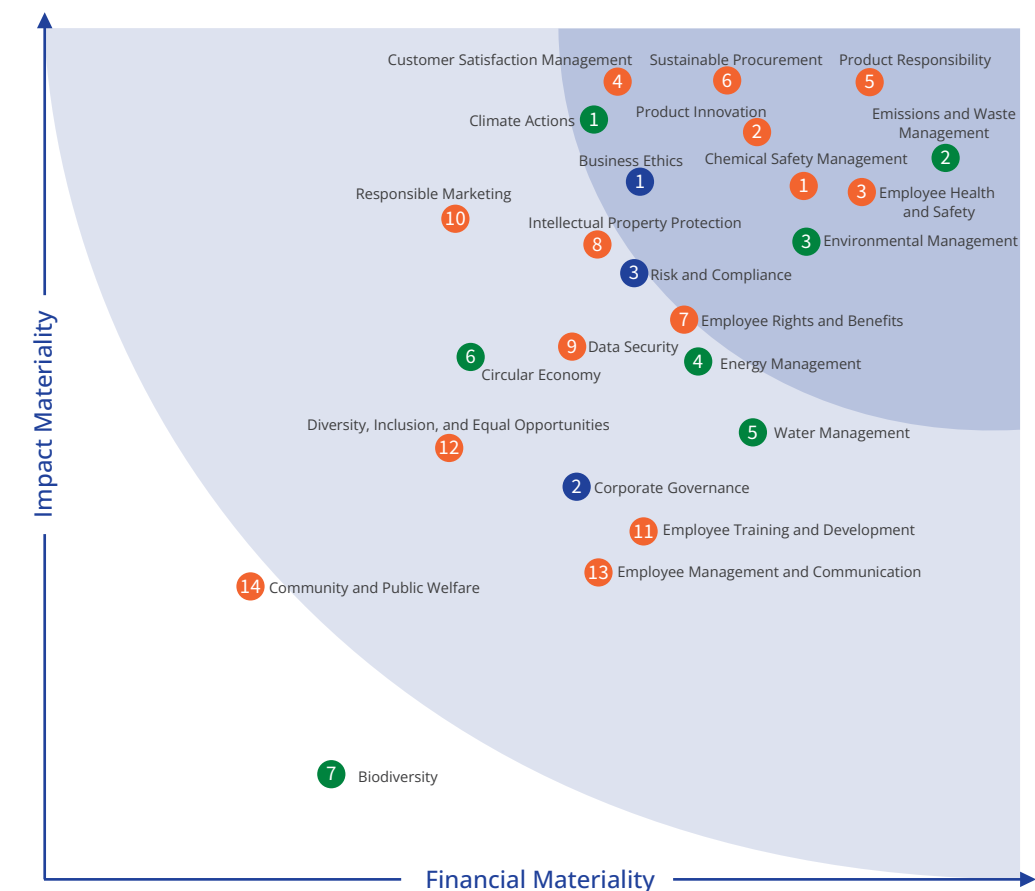 Customer Satisfaction Management
4
Sustainable Procurement
6
Product Responsibility
5
Climate Actions
1
Product Innovation
2
Emissions and Waste
Management
2
Business Ethics
1
Chemical Safety Management
1
3
Employee Health
and Safety
Responsible Marketing
10
Intellectual Property Protection
8
3
Environmental Management
3
Risk and Compliance
7
Employee Rights and Benefits
9
Data Security
6
Circular Economy
4
Energy Management
Diversity, Inclusion, and Equal Opportunities
12
5
Water Management
2
Corporate Governance
11
Employee Training and Development
13
Employee Management and Communication
14
Community and Public Welfare
7
Biodiversity
Impact Materiality
Financial Materiality